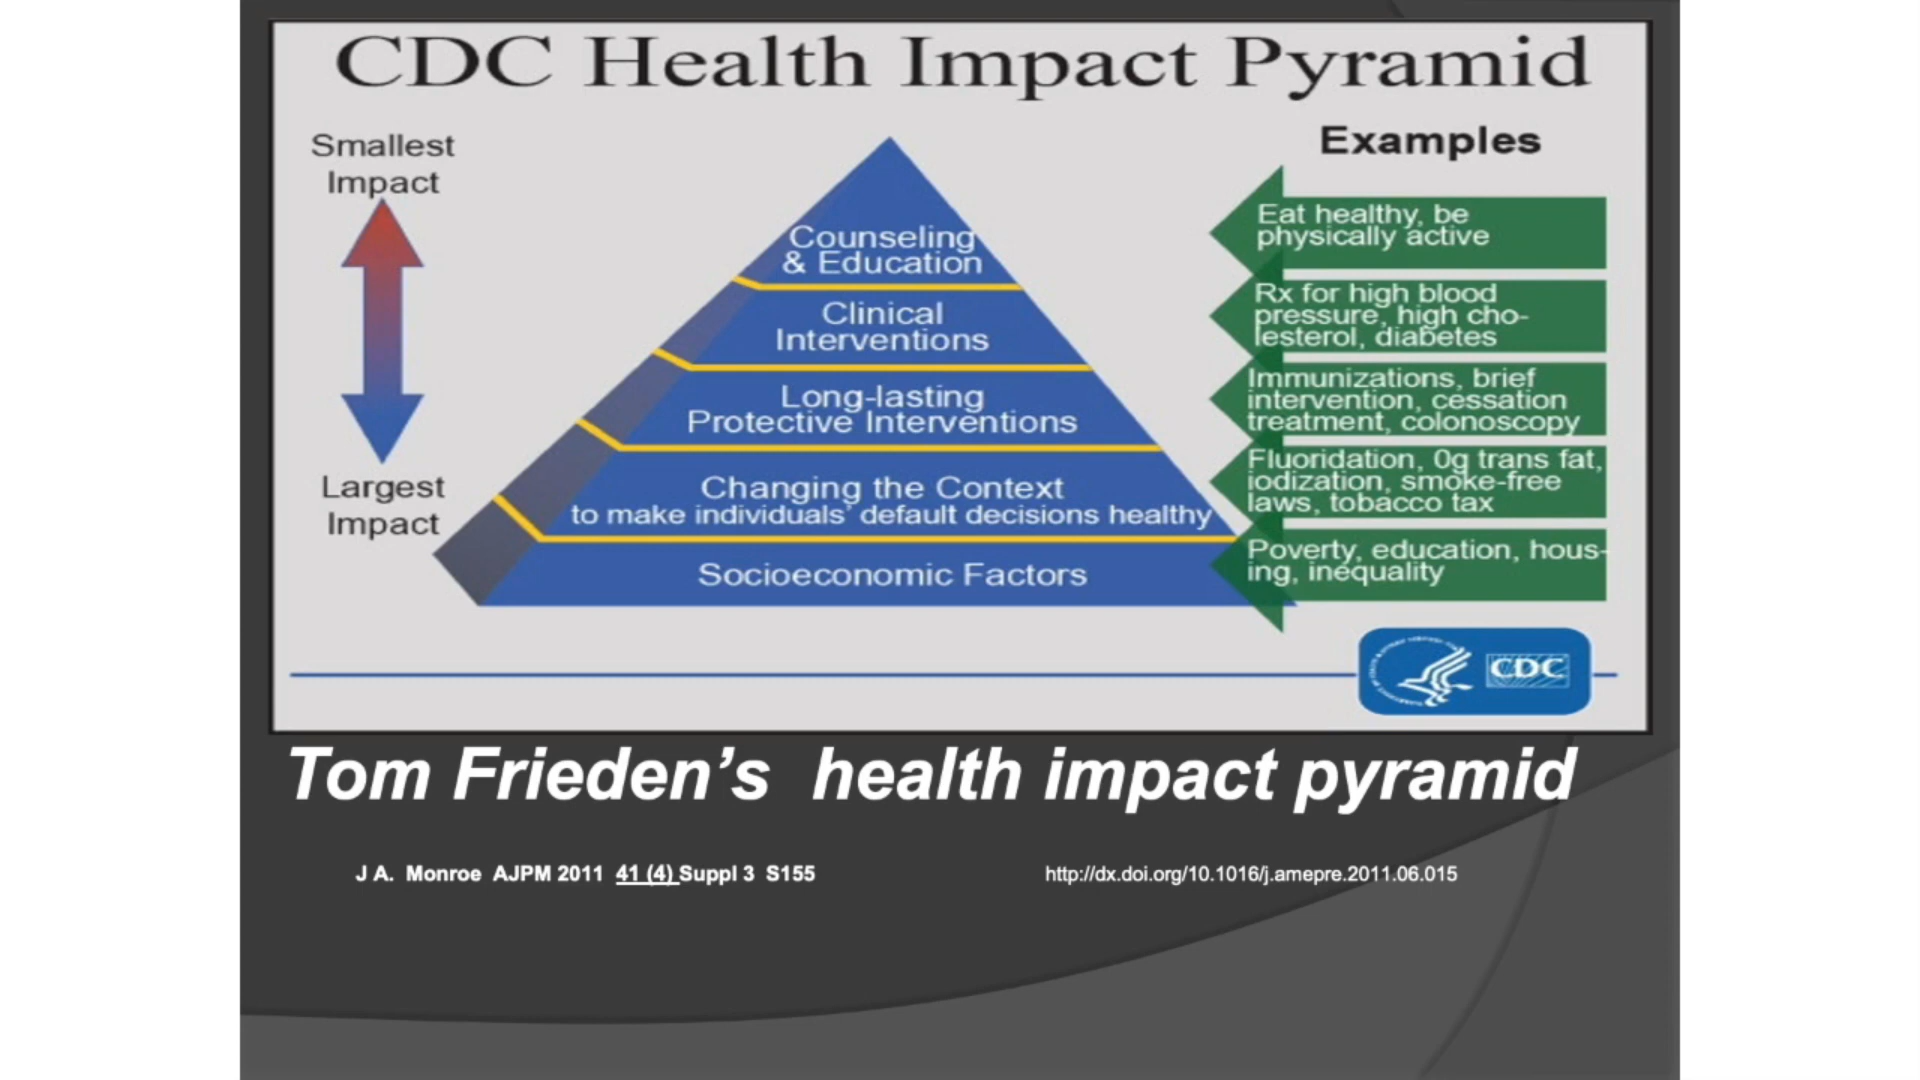 CDC Health Impact Pyramid
Smallest
Impact
Largest
Impact
Counseling
& Education
Clinical
Interventions
Long-lasting
Protective Interventions
Changing the Context
to make individuals' default decisions healthy
Socioeconomic Factors
Examples
Eat healthy, be
physically active
Rx for high blood
pressure, high cho-
lesterol, diabetes
Immunizations, brief
intervention, cessation
treatment, colonoscopy
Fluoridation, 0g trans fat,
iodization, smoke-free
laws, tobacco tax
Poverty, education, hous-
ing, inequality
CDC
Tom Frieden’s health impact pyramid
J A. Monroe AJPM 2011 41 (4) Suppl 3 S155
http://dx.doi.org/10.1016/j.amepre.2011.06.015